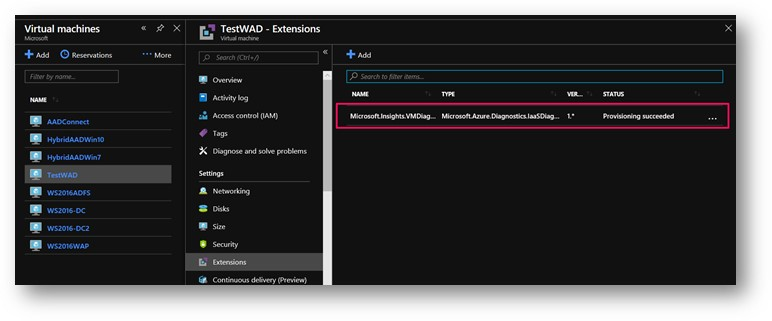 Virtual machines
Microsoft
Add
Reservations
More
Filter by name...
NAME
AADConnect
HybridAADWin10
HybridAADWin7
TestWAD
WS2016ADFS
WS2016-DC
WS2016-DC2
WS2016WAP
TestWAD - Extensions
Virtual machine
Search (Ctrl+/)
Overview
Activity log
Access control (IAM)
Tags
Diagnose and solve problems
Settings
Networking
Disks
Size
Security
Extensions
Continuous delivery (Preview)
Add
Search to filter items...
NAME TYPE VER... STATUS
Microsoft.Insights.VMDiag... Microsoft.Azure.Diagnostics.IaaSDiag... 1.* Provisioning succeeded ...